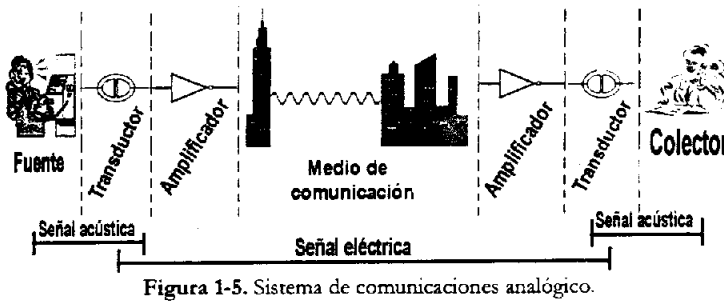 Fuente
Transductor
Amplificador
Medio de
comunicación
Amplificador
Transductor
Colector
Señal acústica
Señal eléctrica
Señal acústica
Figura 1-5. Sistema de comunicaciones analógico.